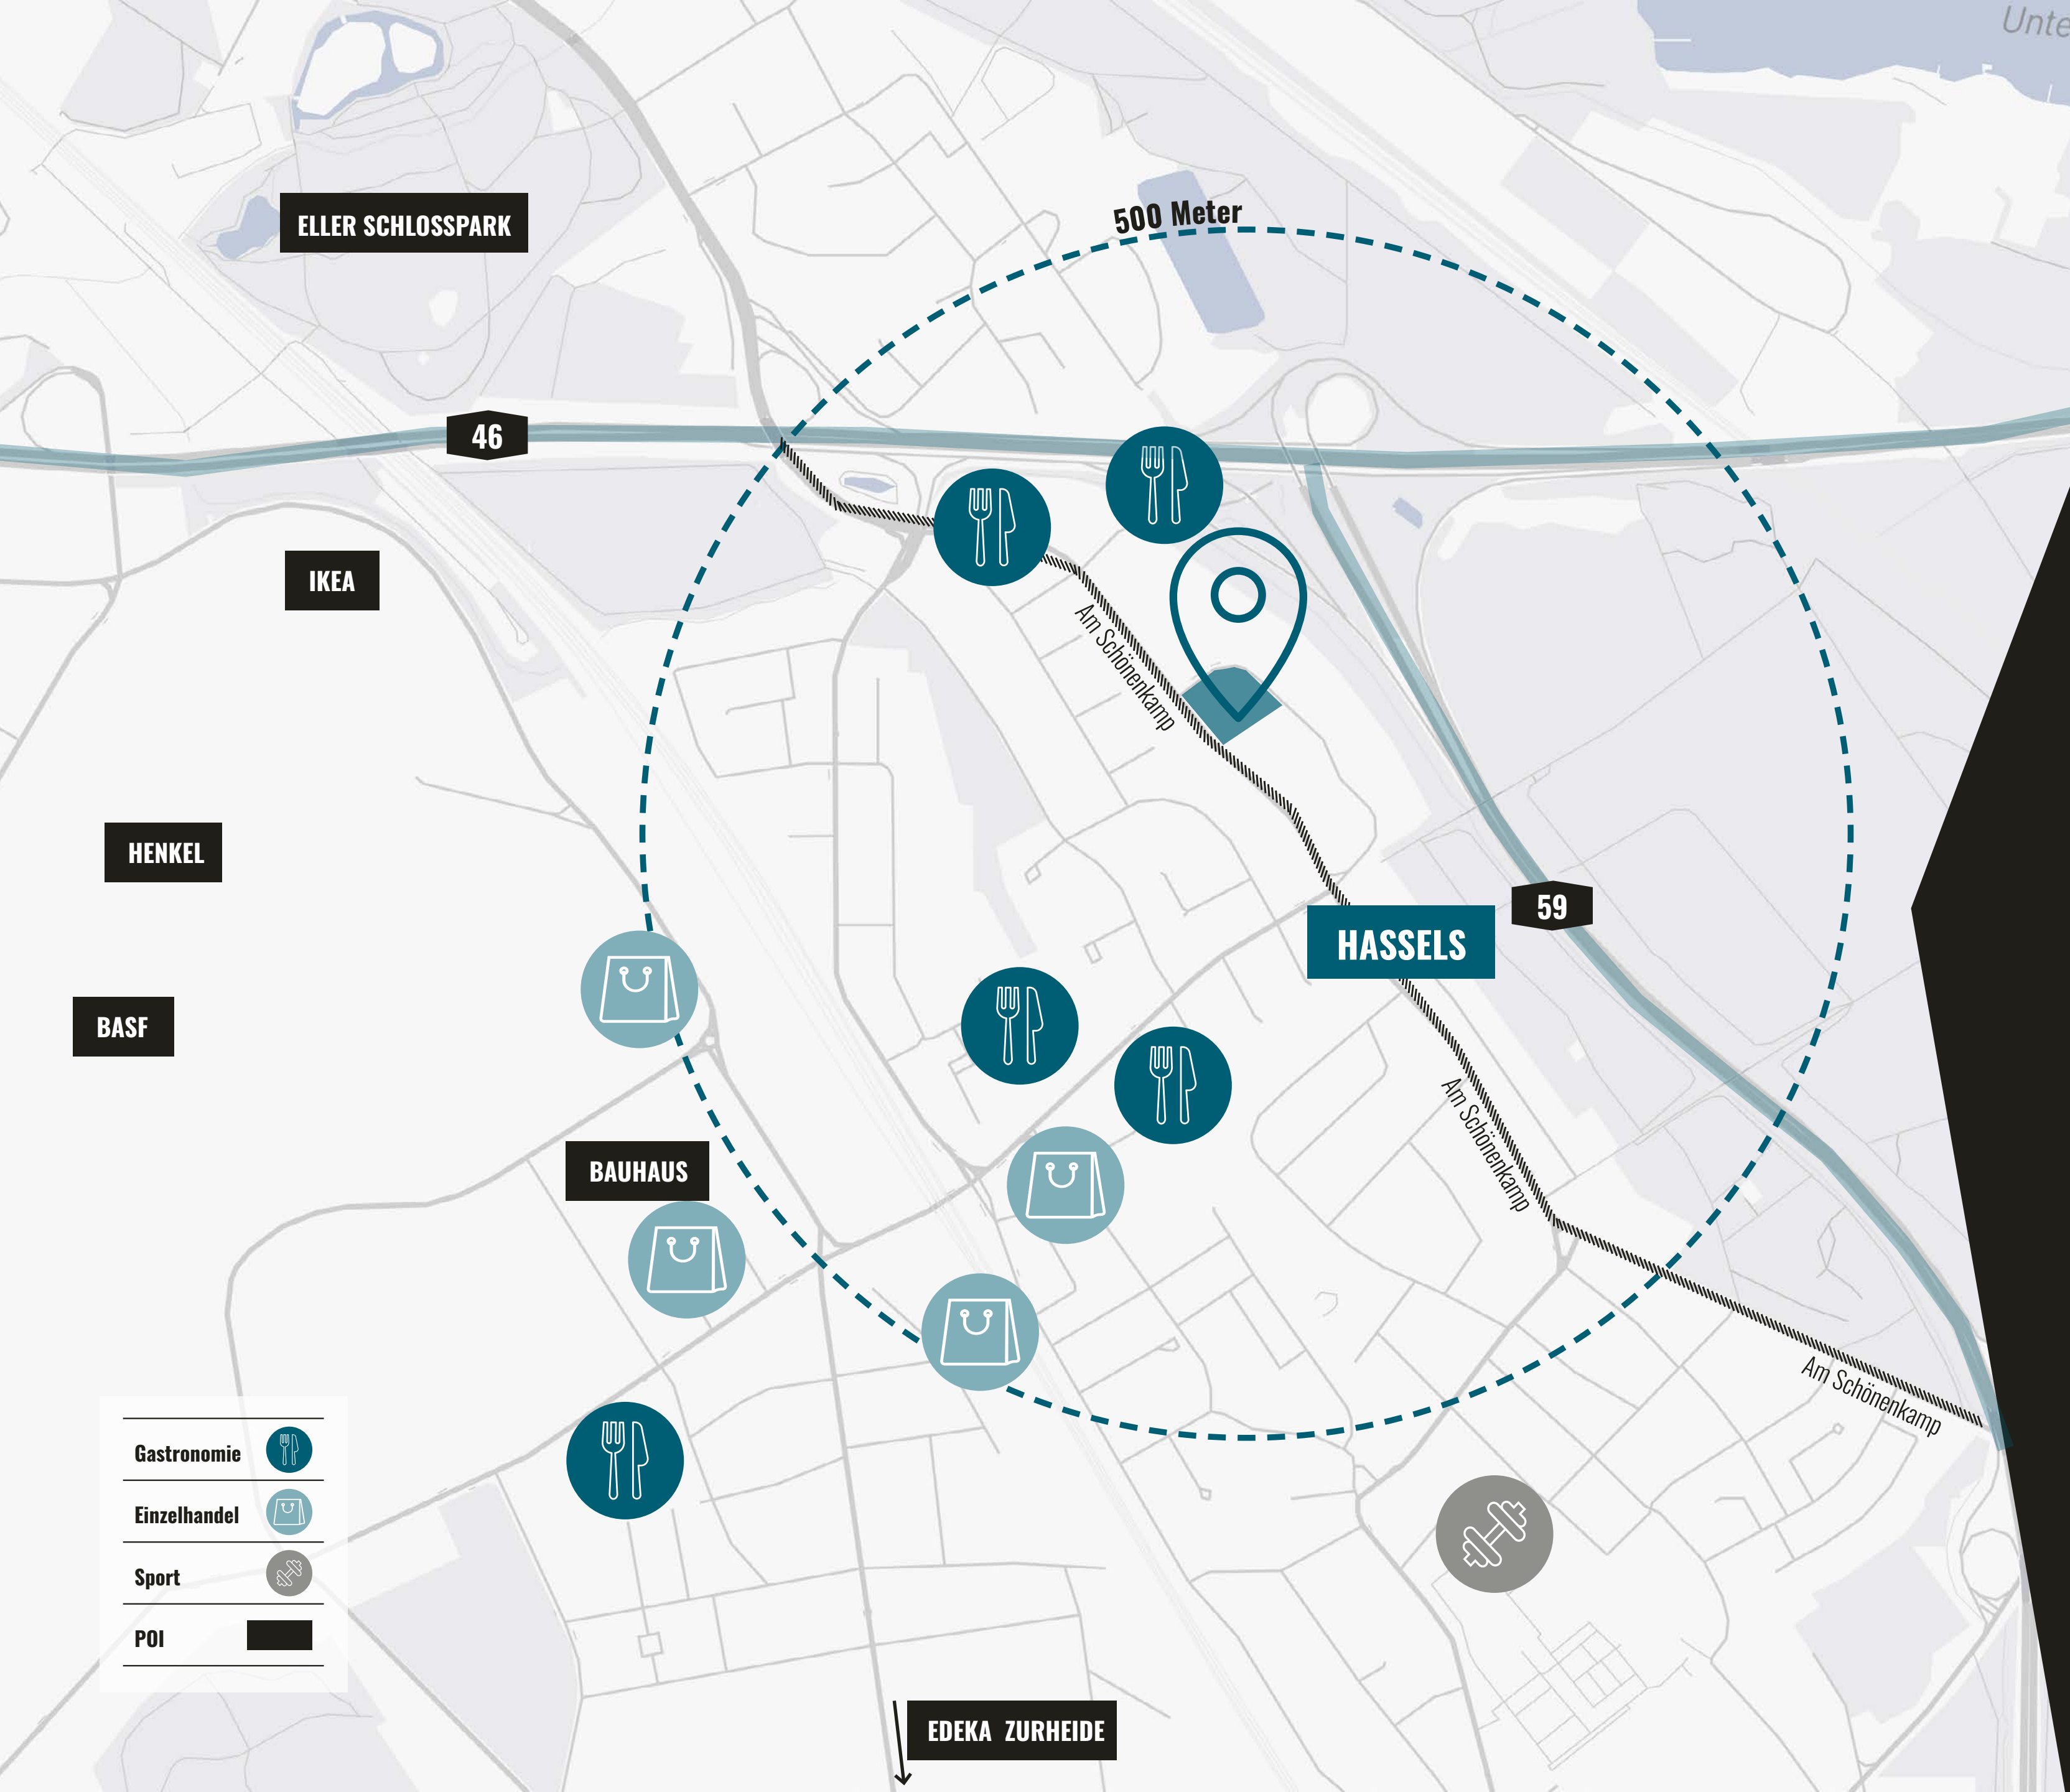 Unte
500 Meter
ELLER SCHLOSSPARK
46
IKEA
Am Schönenkamp
HENKEL
59
HASSELS
BASF
Am Schönenkamp
BAUHAUS
Am Schönenkamp
Gastronomie
Einzelhandel
Sport
POI
EDEKA ZURHEIDE